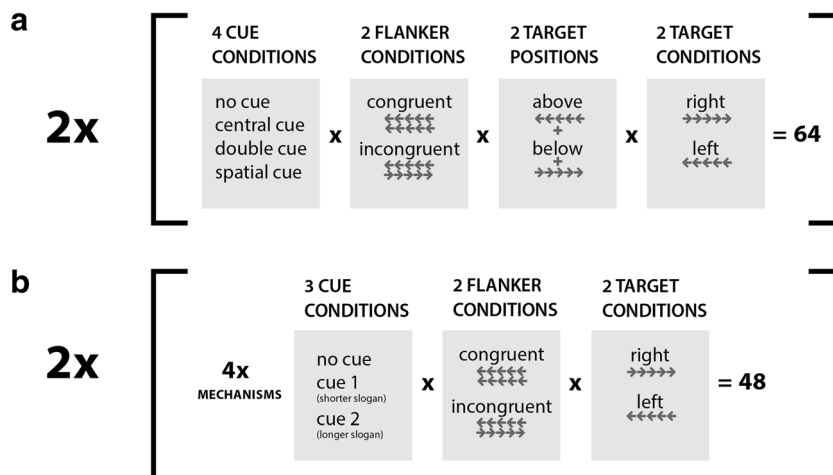 a
4 CUE CONDITIONS
2 FLANKER CONDITIONS
2 TARGET POSITIONS
2 TARGET CONDITIONS
2x
no cue
central cue
double cue
spatial cue
x
congruent
←←←←←
←←←←←
incongruent
←←←←←
→→→→→
x
above
←←←←←
+
below
+
→→→→→
x
right
→→→→→
left
←←←←←
= 64
b
3 CUE CONDITIONS
2 FLANKER CONDITIONS
2 TARGET CONDITIONS
2x
4x
MECHANISMS
no cue
cue 1
(shorter slogan)
cue 2
(longer slogan)
x
congruent
←←←←←
←←←←←
incongruent
←←←←←
→→→→→
x
right
→→→→→
left
←←←←←
= 48